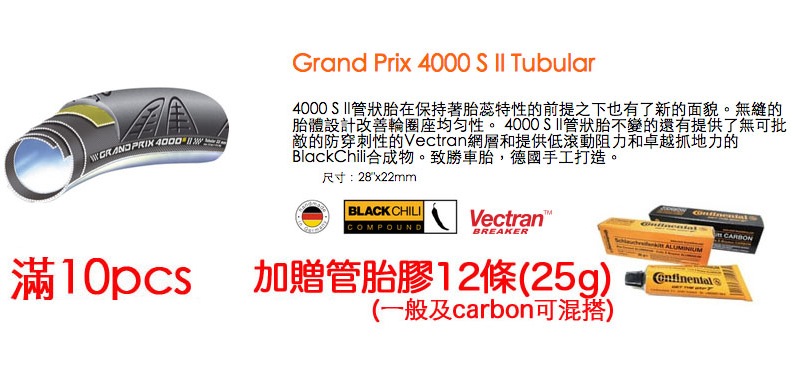 Grand Prix 4000 S II Tubular
4000 S II管狀胎在保持著胎蕊特性的前提之下也有了新的面貌。無縫的
胎體設計改善輪圈座均勻性。 4000 S II管狀胎不變的還有提供了無可批
敵的防穿刺性的Vectran網層和提供低滾動阻力和卓越抓地力的
BlackChili合成物。致勝車胎，德國手工打造。
尺寸：28"x22mm
GRAND PRIX 4000 S II
handmade in Germany
BLACK CHILI
COMPOUND
Vectran™
BREAKER
Continental
CARBON
Continental
Schlauchreifenkitt ALUMINIUM
Continental
滿10pcs
加贈管胎膠12條(25g)
(一般及carbon可混搭)